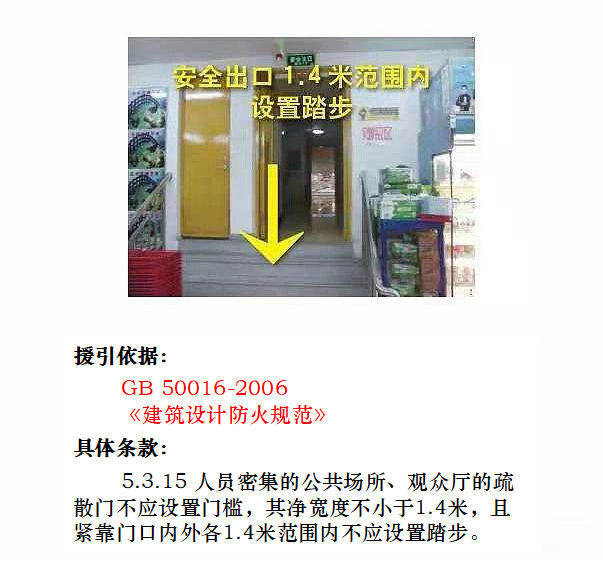 安全出口
安全出口1.4米范围内
设置踏步
援引依据：
GB 50016-2006
《建筑设计防火规范》
具体条款：
5.3.15 人员密集的公共场所、观众厅的疏
散门不应设置门槛，其净宽度不小于1.4米，且
紧靠门口内外各1.4米范围内不应设置踏步。